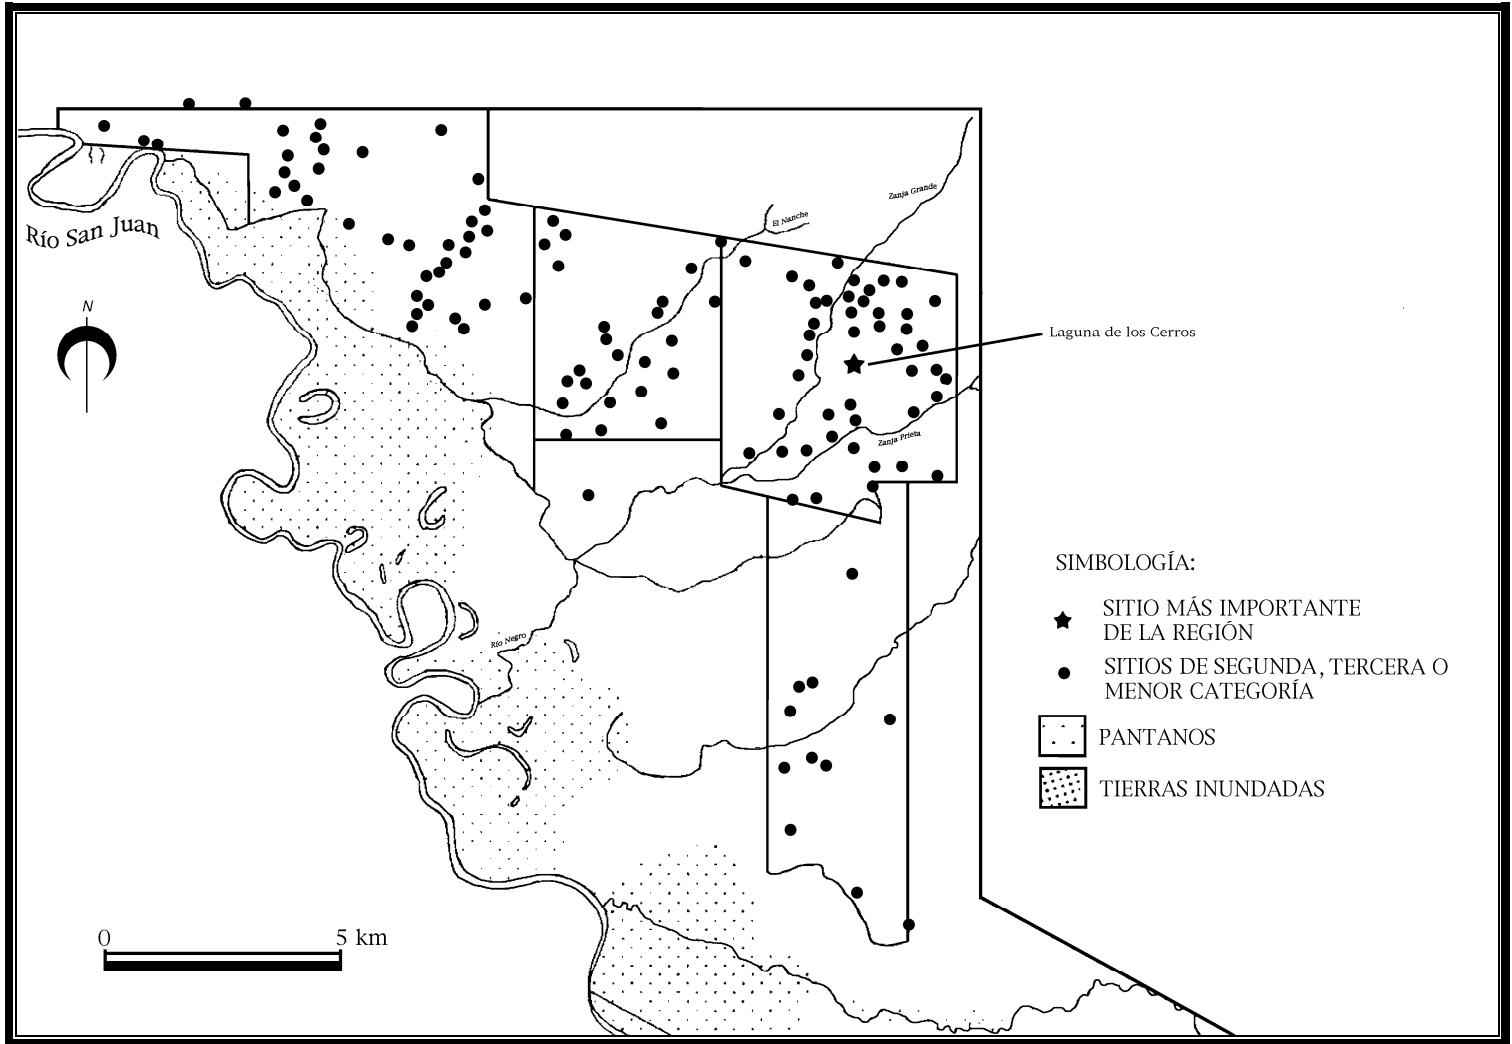 Zanja Grande
El Nanche
Río San Juan
N
Laguna de los Cerros
Zanja Prieta
SIMBOLOGÍA:
SITIO MÁS IMPORTANTE
DE LA REGIÓN
Río Negro
SITIOS DE SEGUNDA, TERCERA O
MENOR CATEGORÍA
PANTANOS
TIERRAS INUNDADAS
0 5 km